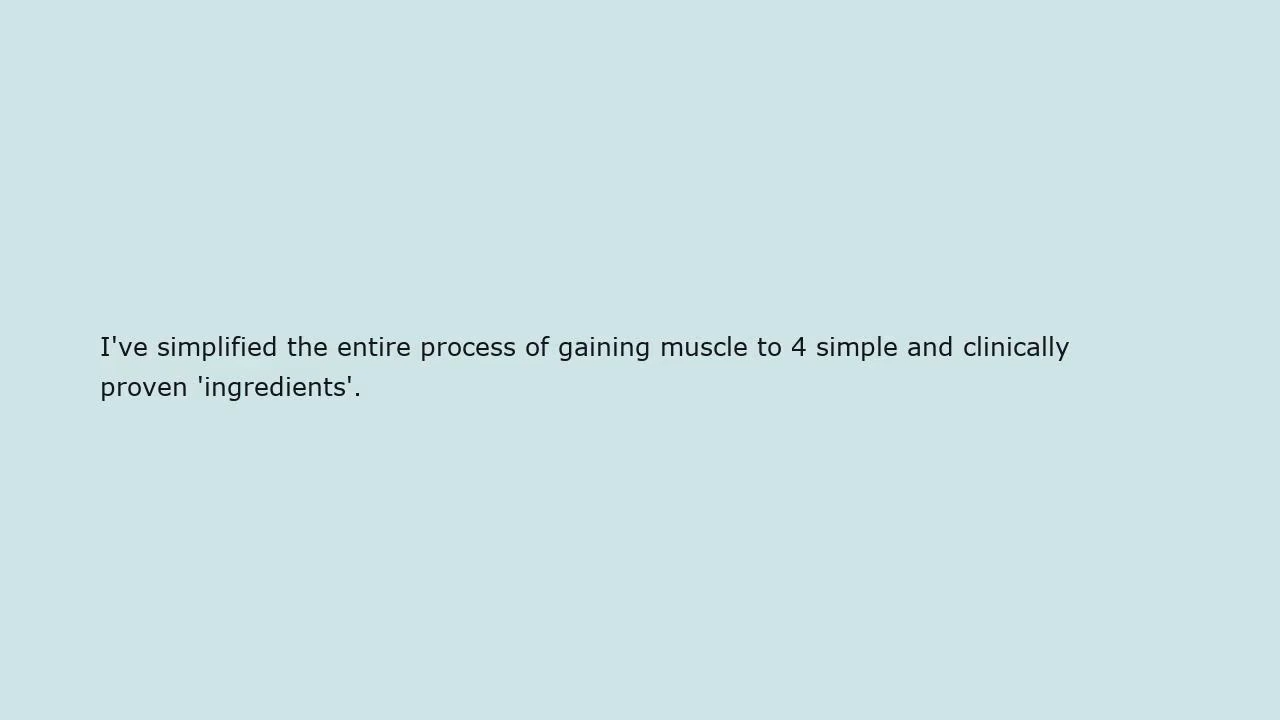 I've simplified the entire process of gaining muscle to 4 simple and clinically
proven 'ingredients'.